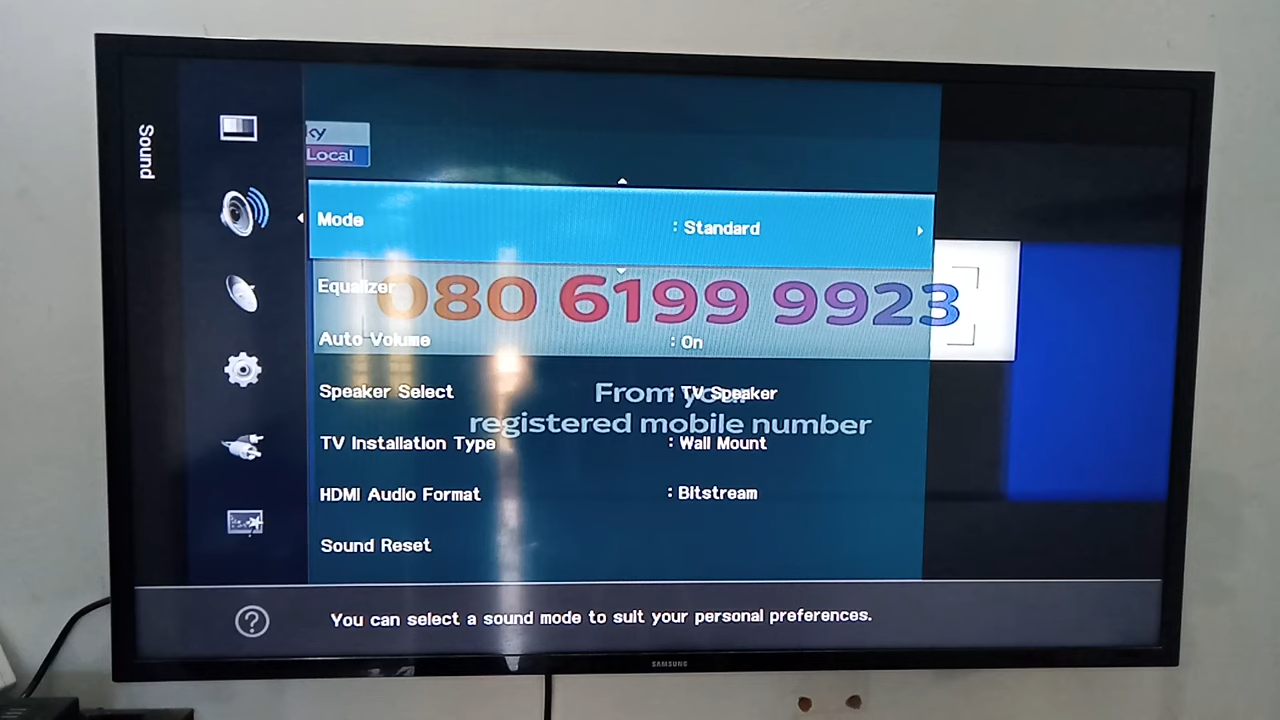 Sound
ky
Local
Mode : Standard
Equalizer
080 6199 9923
Auto Volume : On
Speaker Select : TV Speaker
From your
registered mobile number
TV Installation Type : Wall Mount
HDMI Audio Format : Bitstream
Sound Reset
You can select a sound mode to suit your personal preferences.
SAMSUNG